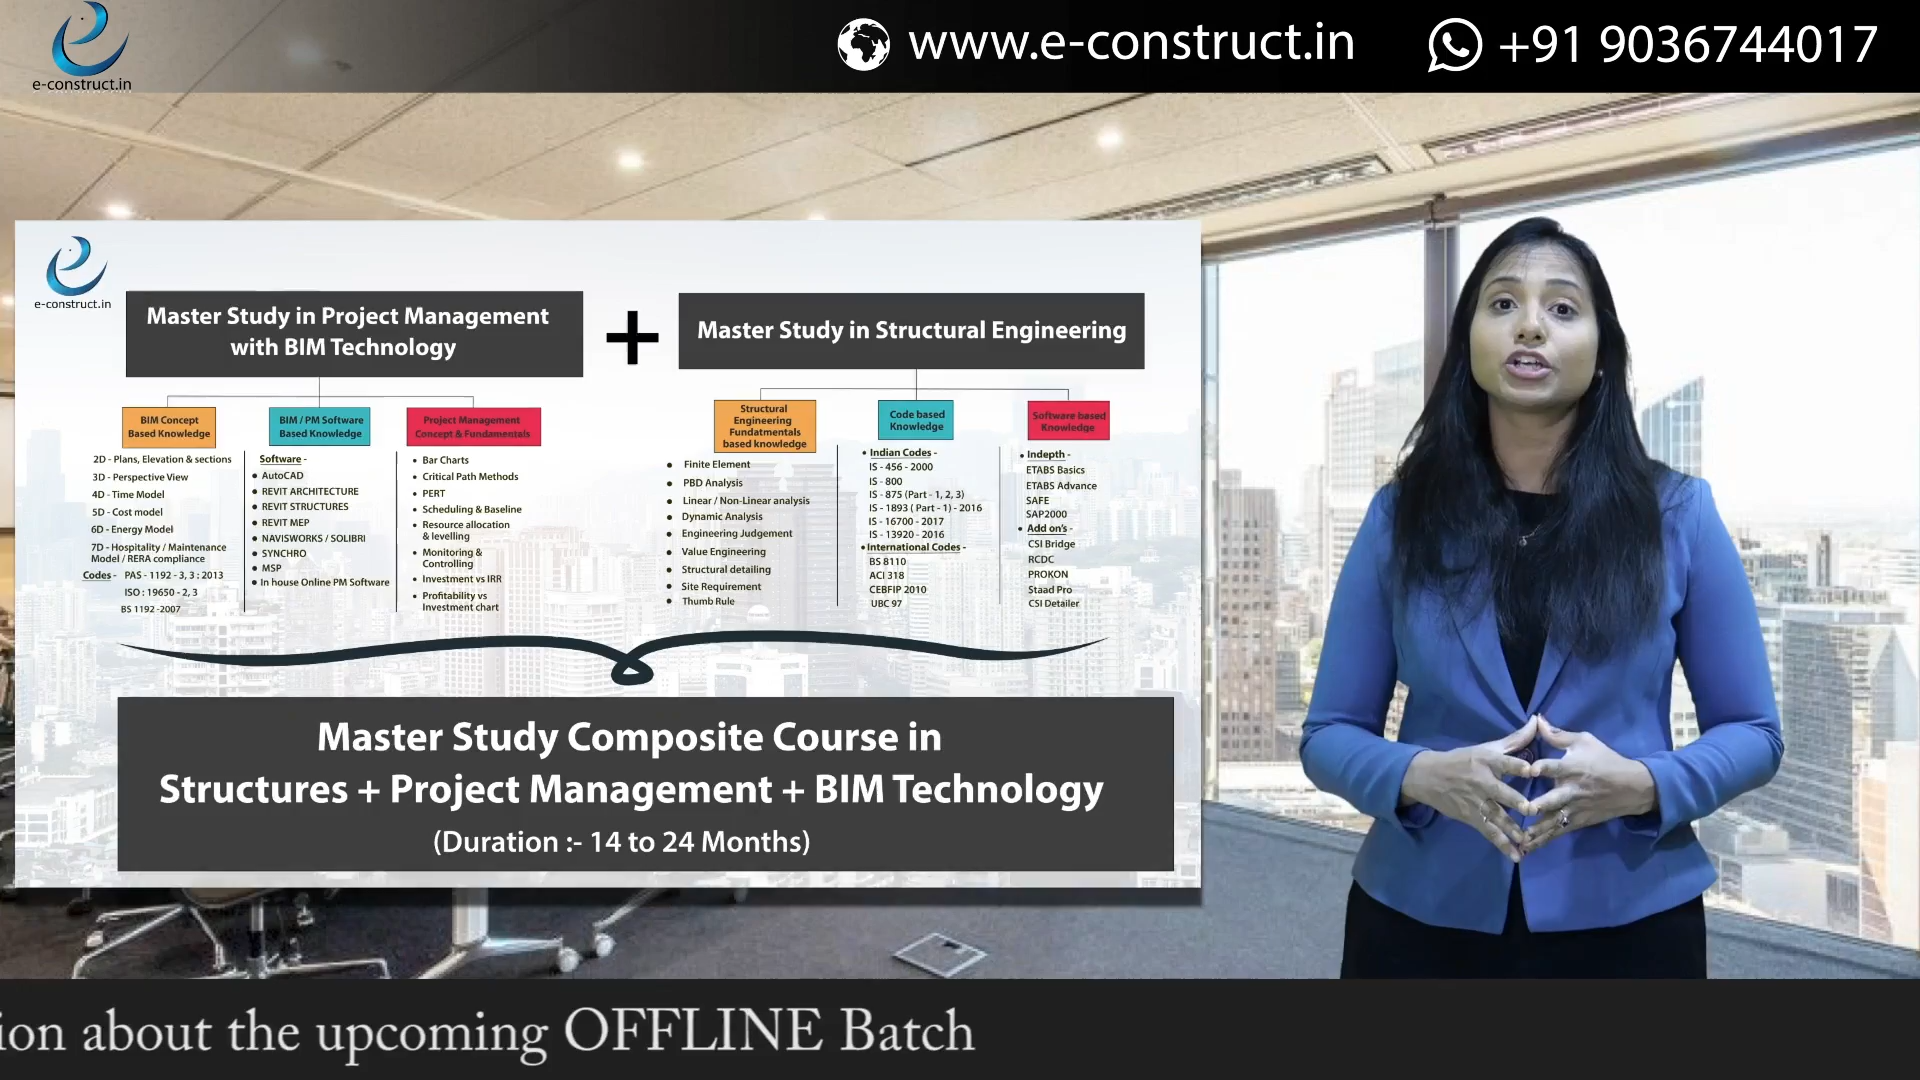 e-construct.in
www.e-construct.in
+91 9036744017
e-construct.in
Master Study in Project Management
with BIM Technology
+
Master Study in Structural Engineering
BIM Concept
Based Knowledge
2D - Plans, Elevation & sections
3D - Perspective View
4D - Time Model
5D - Cost model
6D - Energy Model
7D - Hospitality / Maintenance
Model / RERA compliance
Codes - PAS - 1192 - 3, 3 : 2013
ISO : 19650 - 2, 3
BS 1192 -2007
BIM / PM Software
Based Knowledge
Software -
• AutoCAD
• REVIT ARCHITECTURE
• REVIT STRUCTURES
• REVIT MEP
• NAVISWORKS / SOLIBRI
• SYNCHRO
• MSP
• In house Online PM Software
Project Management
Concept & Fundamentals
• Bar Charts
• Critical Path Methods
• PERT
• Scheduling & Baseline
• Resource allocation
& levelling
• Monitoring &
Controlling
• Investment vs IRR
• Profitability vs
Investment chart
Structural
Engineering
Fundatmentals
based knowledge
• Finite Element
• PBD Analysis
• Linear / Non-Linear analysis
• Dynamic Analysis
• Engineering Judgement
• Value Engineering
• Structural detailing
• Site Requirement
• Thumb Rule
Code based
Knowledge
• Indian Codes -
IS - 456 - 2000
IS - 800
IS - 875 (Part - 1, 2, 3)
IS - 1893 ( Part - 1) - 2016
IS - 16700 - 2017
IS - 13920 - 2016
• International Codes -
BS 8110
ACI 318
CEBFIP 2010
UBC 97
Software based
Knowledge
• Indepth -
ETABS Basics
ETABS Advance
SAFE
SAP2000
• Add on's -
CSI Bridge
RCDC
PROKON
Staad Pro
CSI Detailer
Master Study Composite Course in
Structures + Project Management + BIM Technology
(Duration :- 14 to 24 Months)
ion about the upcoming OFFLINE Batch